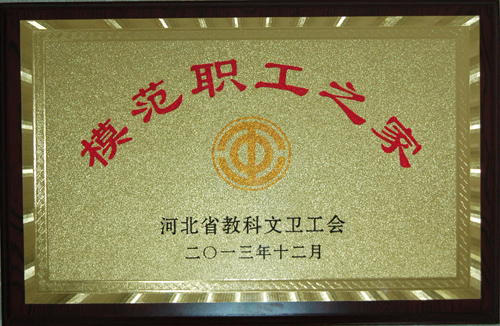 模范职工之家
河北省教科文卫工会
二〇一三年十二月